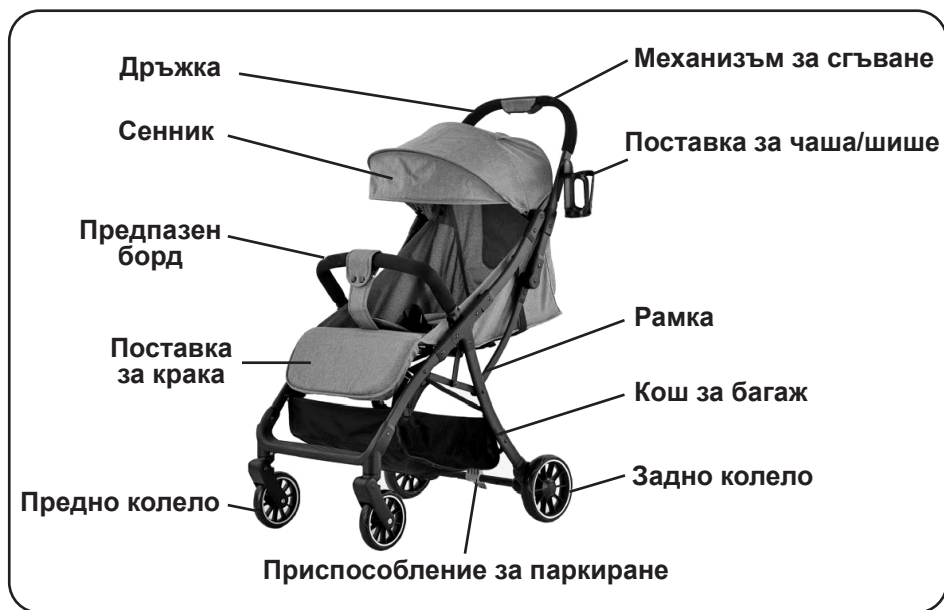 Дръжка
Механизъм за сгъване
Сенник
Поставка за чаша/шише
Предпазен
борд
Рамка
Поставка
за крака
Кош за багаж
Задно колело
Предно колело
Приспособление за паркиране